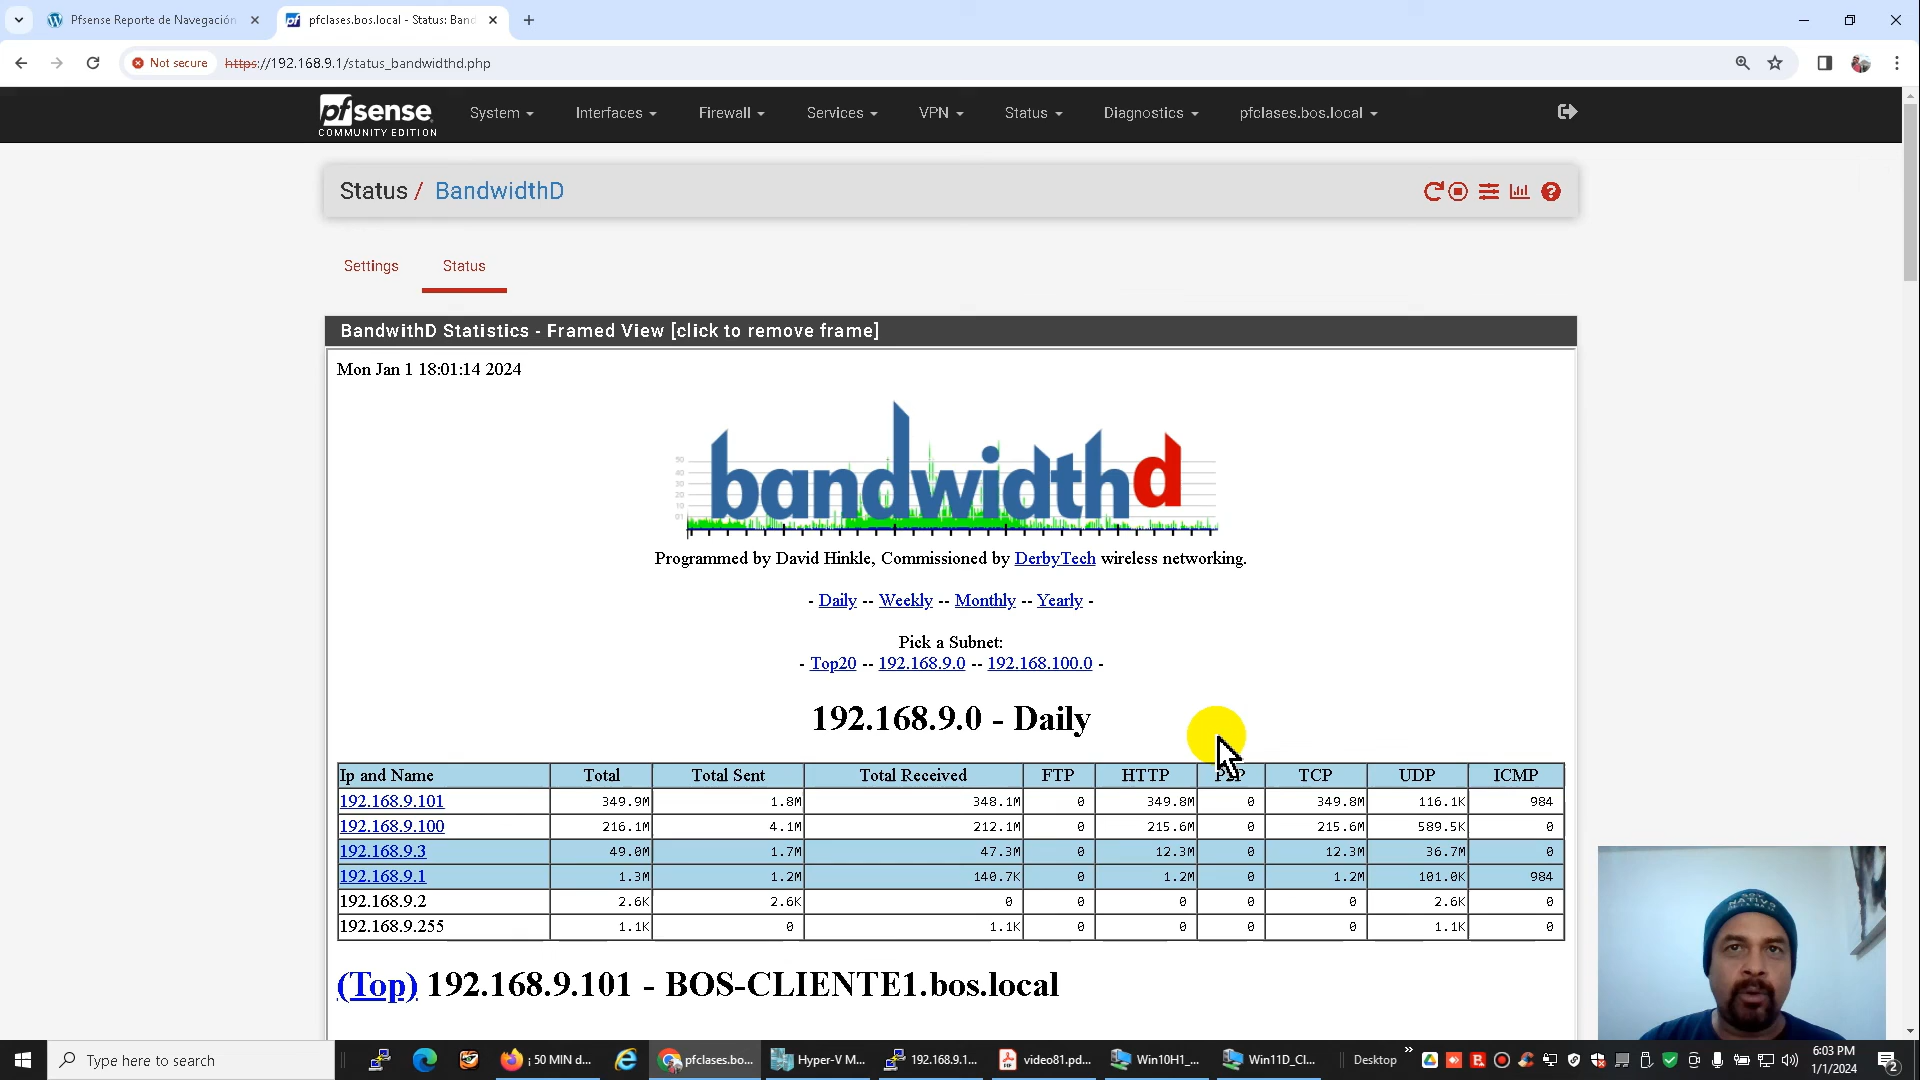 Pfsense Reporte de Navegación
pfclases.bos.local - Status: Band
Not secure
https://192.168.9.1/status_bandwidthd.php
pfsense
COMMUNITY EDITION
System
Interfaces
Firewall
Services
VPN
Status
Diagnostics
pfclases.bos.local
Status / BandwidthD
Settings
Status
BandwithD Statistics - Framed View [click to remove frame]
Mon Jan 1 18:01:14 2024
bandwidthd
Programmed by David Hinkle, Commissioned by DerbyTech wireless networking.
- Daily -- Weekly -- Monthly -- Yearly -
Pick a Subnet:
- Top20 -- 192.168.9.0 -- 192.168.100.0 -
192.168.9.0 - Daily
Ip and Name Total Total Sent Total Received FTP HTTP P2P TCP UDP ICMP
192.168.9.101 349.9M 1.8M 348.1M 0 349.8M 0 349.8M 116.1K 984
192.168.9.100 216.1M 4.1M 212.1M 0 215.6M 0 215.6M 589.5K 0
192.168.9.3 49.0M 1.7M 47.3M 0 12.3M 0 12.3M 36.7M 0
192.168.9.1 1.3M 1.2M 140.7K 0 1.2M 0 1.2M 101.0K 984
192.168.9.2 2.6K 2.6K 0 0 0 0 0 2.6K 0
192.168.9.255 1.1K 0 1.1K 0 0 0 0 1.1K 0
(Top) 192.168.9.101 - BOS-CLIENTE1.bos.local
Type here to search
¡ 50 MIN d...
pfclases.bo...
Hyper-V M...
192.168.9.1...
video81.pd...
Win10H1_...
Win11D_Cl...
Desktop
6:03 PM
1/1/2024
2